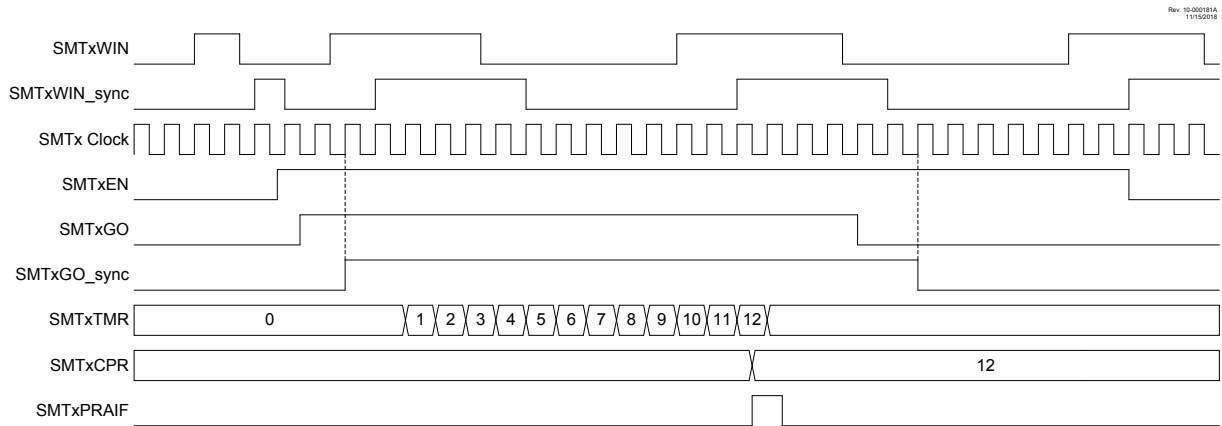 Rev. 10-000181A
11/15/2018
SMTxWIN
SMTxWIN_sync
SMTx Clock
SMTxEN
SMTxGO
SMTxGO_sync
SMTxTMR 0 1 2 3 4 5 6 7 8 9 10 11 12
SMTxCPR 12
SMTxPRAIF